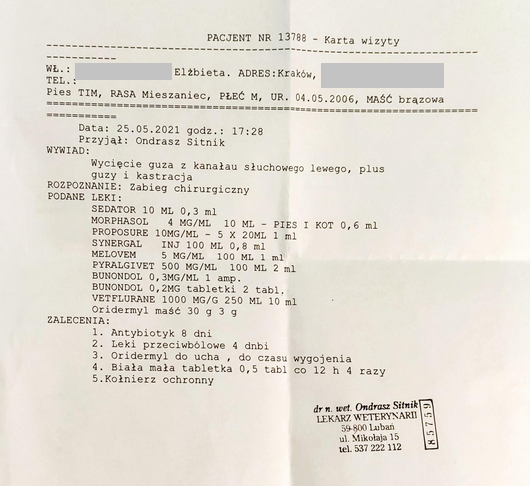 PACJENT NR 13788 - Karta wizyty
WŁ.: Elżbieta. ADRES:Kraków,
TEL.:
Pies TIM, RASA Mieszaniec, PŁEĆ M, UR. 04.05.2006, MAŚĆ brązowa
Data: 25.05.2021 godz.: 17:28
Przyjął: Ondrasz Sitnik
WYWIAD:
Wycięcie guza z kanaału słuchowego lewego, plus
guzy i kastracja
ROZPOZNANIE: Zabieg chirurgiczny
PODANE LEKI:
SEDATOR 10 ML 0,3 ml
MORPHASOL 4 MG/ML 10 ML - PIES I KOT 0,6 ml
PROPOSURE 10MG/ML - 5 X 20ML 1 ml
SYNERGAL INJ 100 ML 0,8 ml
MELOVEM 5 MG/ML 100 ML 1 ml
PYRALGIVET 500 MG/ML 100 ML 2 ml
BUNONDOL 0,3MG/ML 1 amp.
BUNONDOL 0,2MG tabletki 2 tabl.
VETFLURANE 1000 MG/G 250 ML 10 ml
Oridermyl maść 30 g 3 g
ZALECENIA:
1. Antybiotyk 8 dni
2. Leki przeciwbólowe 4 dnbi
3. Oridermyl do ucha , do czasu wygojenia
4. Biała mała tabletka 0,5 tabl co 12 h 4 razy
5.Kołnierz ochronny
dr n. wet. Ondrasz Sitnik
LEKARZ WETERYNARII
59-800 Lubań
ul. Mikołaja 15
tel. 537 222 112
85759